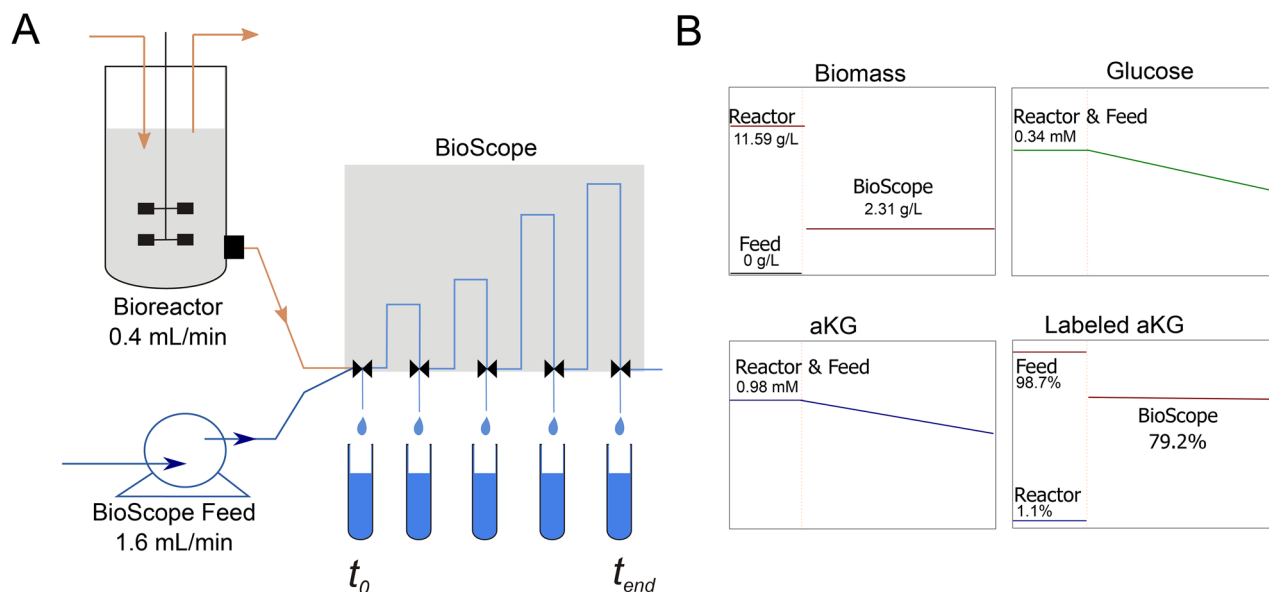 A
BioScope
Bioreactor
0.4 mL/min
BioScope Feed
1.6 mL/min
t0
tend
B
Biomass
Reactor
11.59 g/L
BioScope
2.31 g/L
Feed
0 g/L
Glucose
Reactor & Feed
0.34 mM
aKG
Reactor & Feed
0.98 mM
Labeled aKG
Feed
98.7%
BioScope
79.2%
Reactor
1.1%